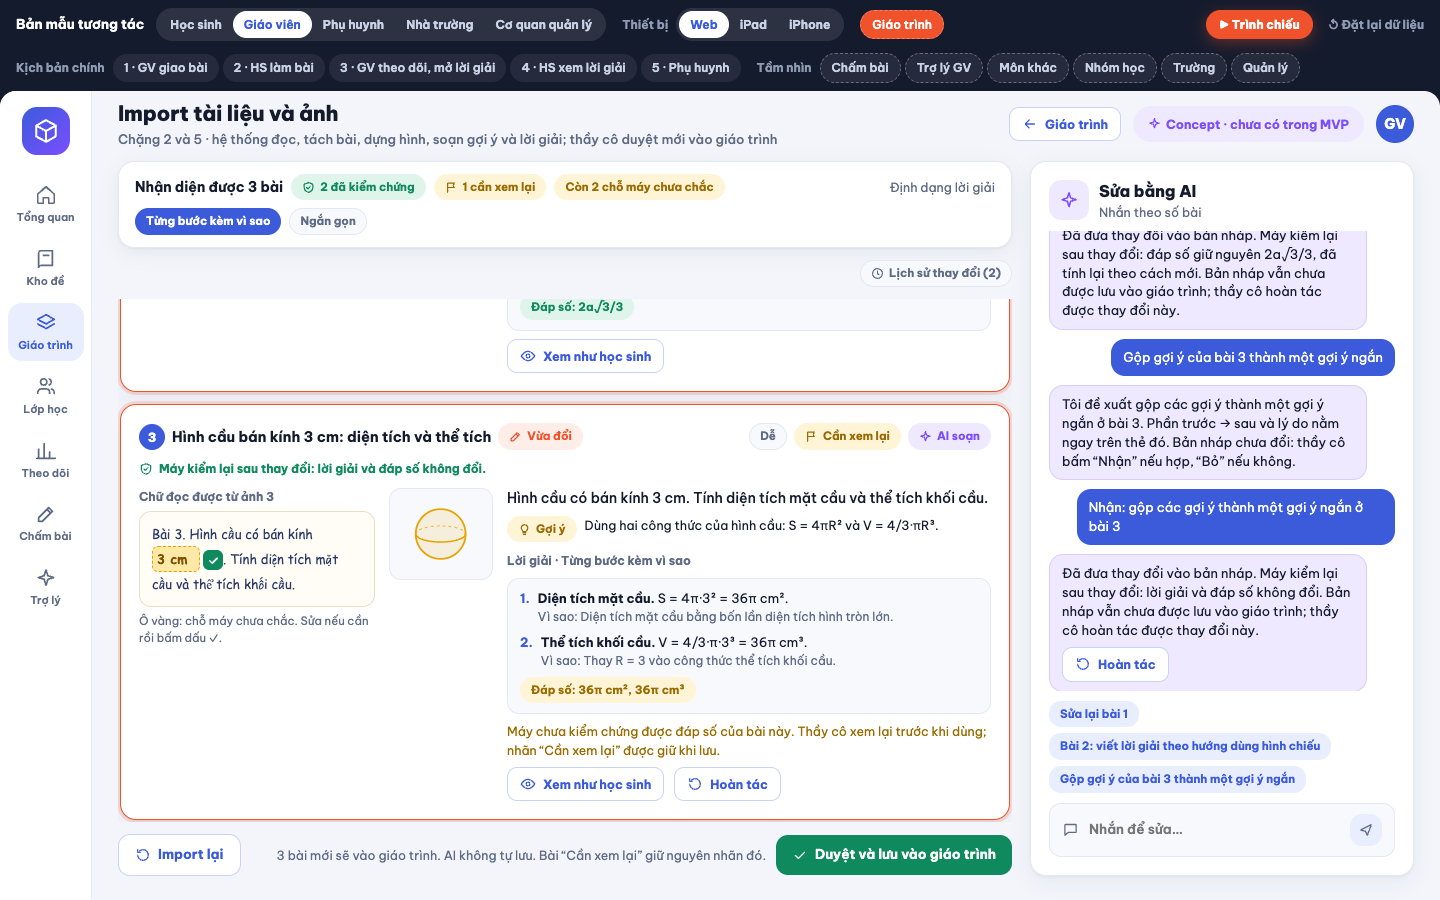 Bản mẫu tương tác
Học sinh
Giáo viên
Phụ huynh
Nhà trường
Cơ quan quản lý
Thiết bị
Web
iPad
iPhone
Giáo trình
Trình chiếu
Đặt lại dữ liệu
Kịch bản chính
1 · GV giao bài
2 · HS làm bài
3 · GV theo dõi, mở lời giải
4 · HS xem lời giải
5 · Phụ huynh
Tầm nhìn
Chấm bài
Trợ lý GV
Môn khác
Nhóm học
Trường
Quản lý
Tổng quan
Kho đề
Giáo trình
Lớp học
Theo dõi
Chấm bài
Trợ lý
Import tài liệu và ảnh
Chặng 2 và 5 · hệ thống đọc, tách bài, dựng hình, soạn gợi ý và lời giải; thầy cô duyệt mới vào giáo trình
Giáo trình
Concept · chưa có trong MVP
GV
Nhận diện được 3 bài
2 đã kiểm chứng
1 cần xem lại
Còn 2 chỗ máy chưa chắc
Định dạng lời giải
Từng bước kèm vì sao
Ngắn gọn
Lịch sử thay đổi (2)
Đáp số: 2a√3/3
Xem như học sinh
3
Hình cầu bán kính 3 cm: diện tích và thể tích
Vừa đổi
Dễ
Cần xem lại
AI soạn
Máy kiểm lại sau thay đổi: lời giải và đáp số không đổi.
Chữ đọc được từ ảnh 3
Bài 3. Hình cầu có bán kính
3 cm ✓. Tính diện tích mặt
cầu và thể tích khối cầu.
Ô vàng: chỗ máy chưa chắc. Sửa nếu cần
rồi bấm dấu ✓.
Hình cầu có bán kính 3 cm. Tính diện tích mặt cầu và thể tích khối cầu.
Gợi ý
Dùng hai công thức của hình cầu: S = 4πR² và V = 4/3·πR³.
Lời giải · Từng bước kèm vì sao
1. Diện tích mặt cầu. S = 4π·3² = 36π cm².
Vì sao: Diện tích mặt cầu bằng bốn lần diện tích hình tròn lớn.
2. Thể tích khối cầu. V = 4/3·π·3³ = 36π cm³.
Vì sao: Thay R = 3 vào công thức thể tích khối cầu.
Đáp số: 36π cm², 36π cm³
Máy chưa kiểm chứng được đáp số của bài này. Thầy cô xem lại trước khi dùng;
nhãn “Cần xem lại” được giữ khi lưu.
Xem như học sinh
Hoàn tác
Import lại
3 bài mới sẽ vào giáo trình. AI không tự lưu. Bài “Cần xem lại” giữ nguyên nhãn đó.
Duyệt và lưu vào giáo trình
Sửa bằng AI
Nhắn theo số bài
Đã đưa thay đổi vào bản nháp. Máy kiểm lại
sau thay đổi: đáp số giữ nguyên 2a√3/3, đã
tính lại theo cách mới. Bản nháp vẫn chưa
được lưu vào giáo trình; thầy cô hoàn tác
được thay đổi này.
Gộp gợi ý của bài 3 thành một gợi ý ngắn
Tôi đề xuất gộp các gợi ý thành một gợi ý
ngắn ở bài 3. Phần trước → sau và lý do nằm
ngay trên thẻ đó. Bản nháp chưa đổi: thầy cô
bấm “Nhận” nếu hợp, “Bỏ” nếu không.
Nhận: gộp các gợi ý thành một gợi ý ngắn ở
bài 3
Đã đưa thay đổi vào bản nháp. Máy kiểm lại
sau thay đổi: lời giải và đáp số không đổi. Bản
nháp vẫn chưa được lưu vào giáo trình; thầy
cô hoàn tác được thay đổi này.
Hoàn tác
Sửa lại bài 1
Bài 2: viết lời giải theo hướng dùng hình chiếu
Gộp gợi ý của bài 3 thành một gợi ý ngắn
Nhắn để sửa...